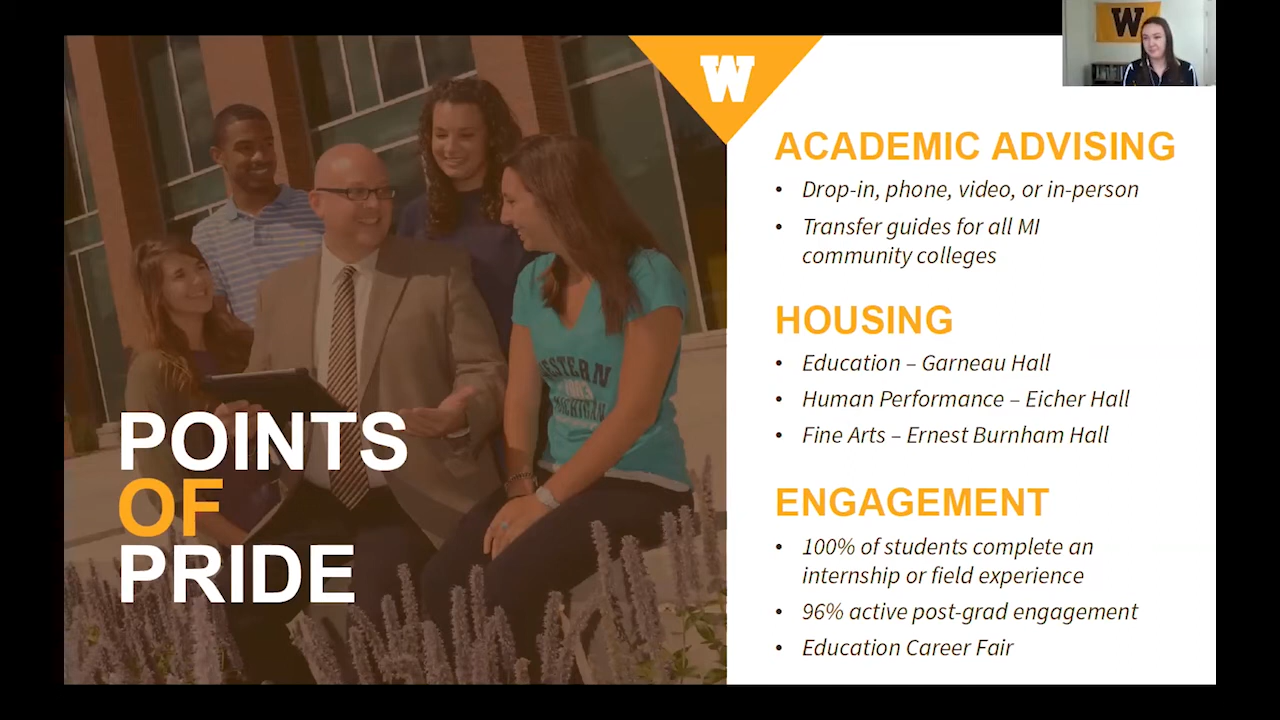 W
W
ACADEMIC ADVISING
• Drop-in, phone, video, or in-person
• Transfer guides for all MI
community colleges
HOUSING
• Education – Garneau Hall
• Human Performance – Eicher Hall
• Fine Arts – Ernest Burnham Hall
ENGAGEMENT
• 100% of students complete an
internship or field experience
• 96% active post-grad engagement
• Education Career Fair
POINTS
OF
PRIDE
MICHIGAN